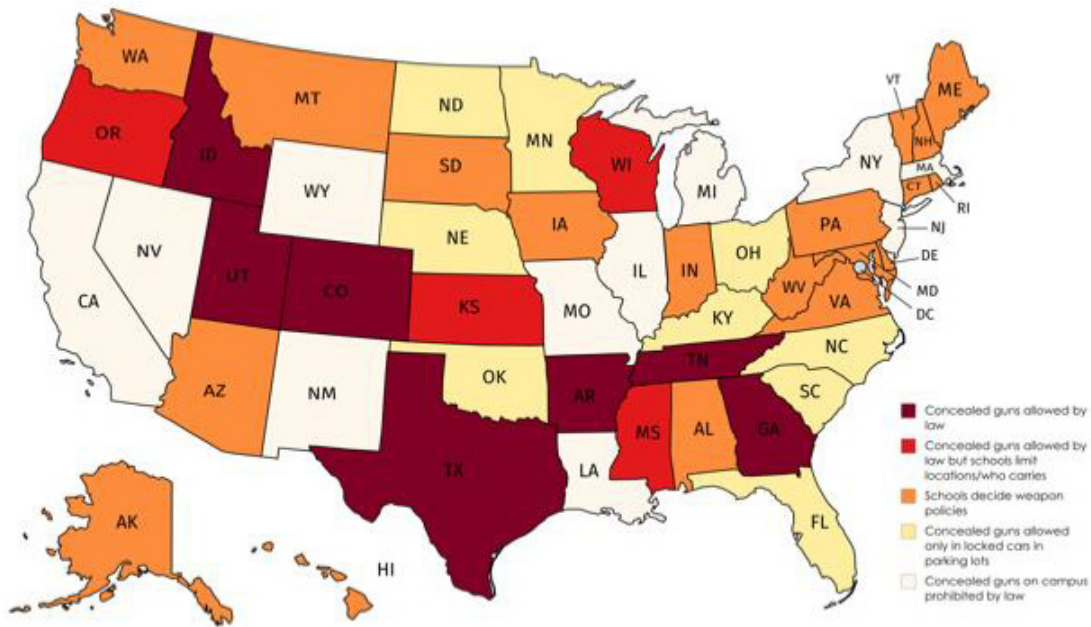 WA
MT
ND
MN
VT
ME
OR
ID
SD
WI
NY
NH
MA
WY
MI
CT
RI
IA
PA
NE
NJ
NV
OH
UT
IL
IN
DE
CO
WV
CA
KS
MO
VA
MD
KY
DC
NC
TN
OK
AZ
NM
AR
SC
MS
AL
GA
TX
LA
AK
FL
HI
Concealed guns allowed by
law
Concealed guns allowed by
law but schools limit
locations/who carries
Schools decide weapon
policies
Concealed guns allowed
only in locked cars in
parking lots
Concealed guns on campus
prohibited by law